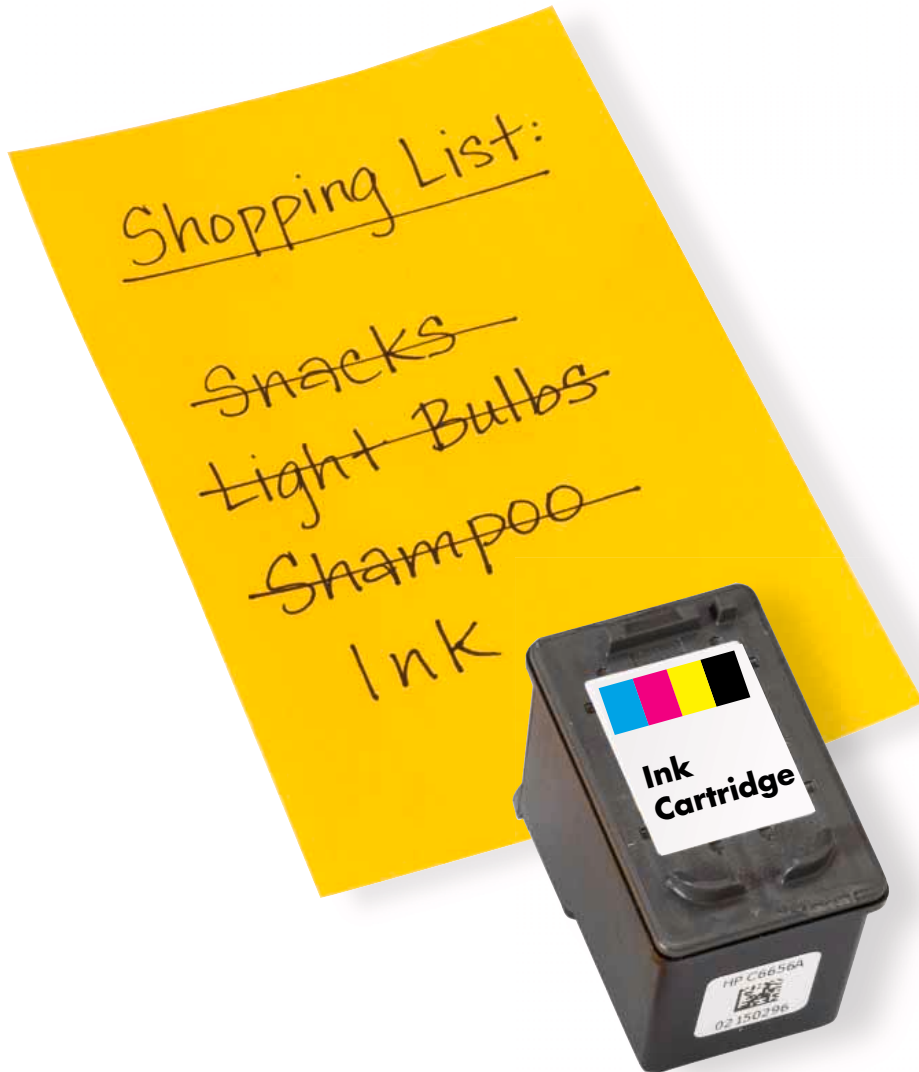 Shopping List:
Snacks
Light Bulbs
Shampoo
Ink
Ink
Cartridge
HP C6656A
02150296